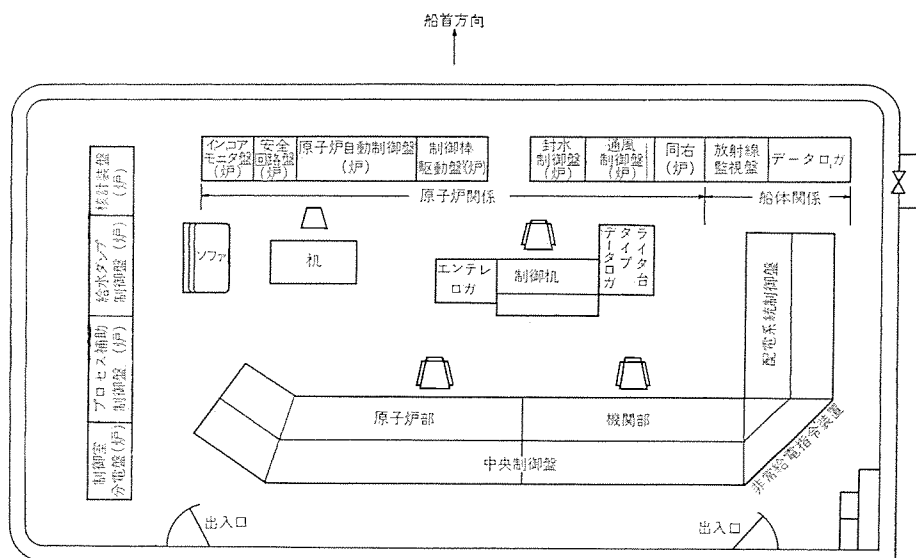 船首方向
インコア
モニタ盤
(炉)
安全
回路盤
(炉)
原子炉自動制御盤
(炉)
制御棒
駆動盤(炉)
封水
制御盤(炉)
通風
制御盤(炉)
同右
(炉)
放射線
監視盤
データロガ
原子炉関係
船体関係
核計装盤
(炉)
給水ポンプ
制御盤(炉)
プロセス補助
制御盤(炉)
制御室
分電盤(炉)
ソファ
机
エンテレ
ロガ
制御机
データロガ
タイプ
ライタ台
配電系統制御盤
原子炉部
機関部
中央制御盤
非常給電指令装置
出入口
出入口